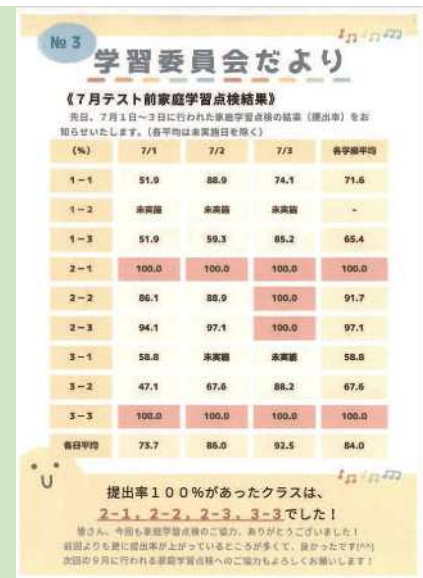 № 3
学習委員会だより
《７月テスト前家庭学習点検結果》
先日、７月１日～３日に行われた家庭学習点検の結果（提出率）をお
知らせいたします。（各平均は未実施日を除く）
(%) 7/1 7/2 7/3 各学級平均
1-1 51.9 88.9 74.1 71.6
1-2 未実施 未実施 未実施 -
1-3 51.9 59.3 85.2 65.4
2-1 100.0 100.0 100.0 100.0
2-2 86.1 88.9 100.0 91.7
2-3 94.1 97.1 100.0 97.1
3-1 58.8 未実施 未実施 58.8
3-2 47.1 67.6 88.2 67.6
3-3 100.0 100.0 100.0 100.0
各日平均 73.7 86.0 92.5 84.0
提出率１００％があったクラスは、
2-1, 2-2, 2-3, 3-3でした！
皆さん、今回も家庭学習点検のご協力、ありがとうございました！
前回よりも更に提出率が上がっているところが多くて、良かったです(^^)
次回の９月に行われる家庭学習点検へのご協力もよろしくお願いします！